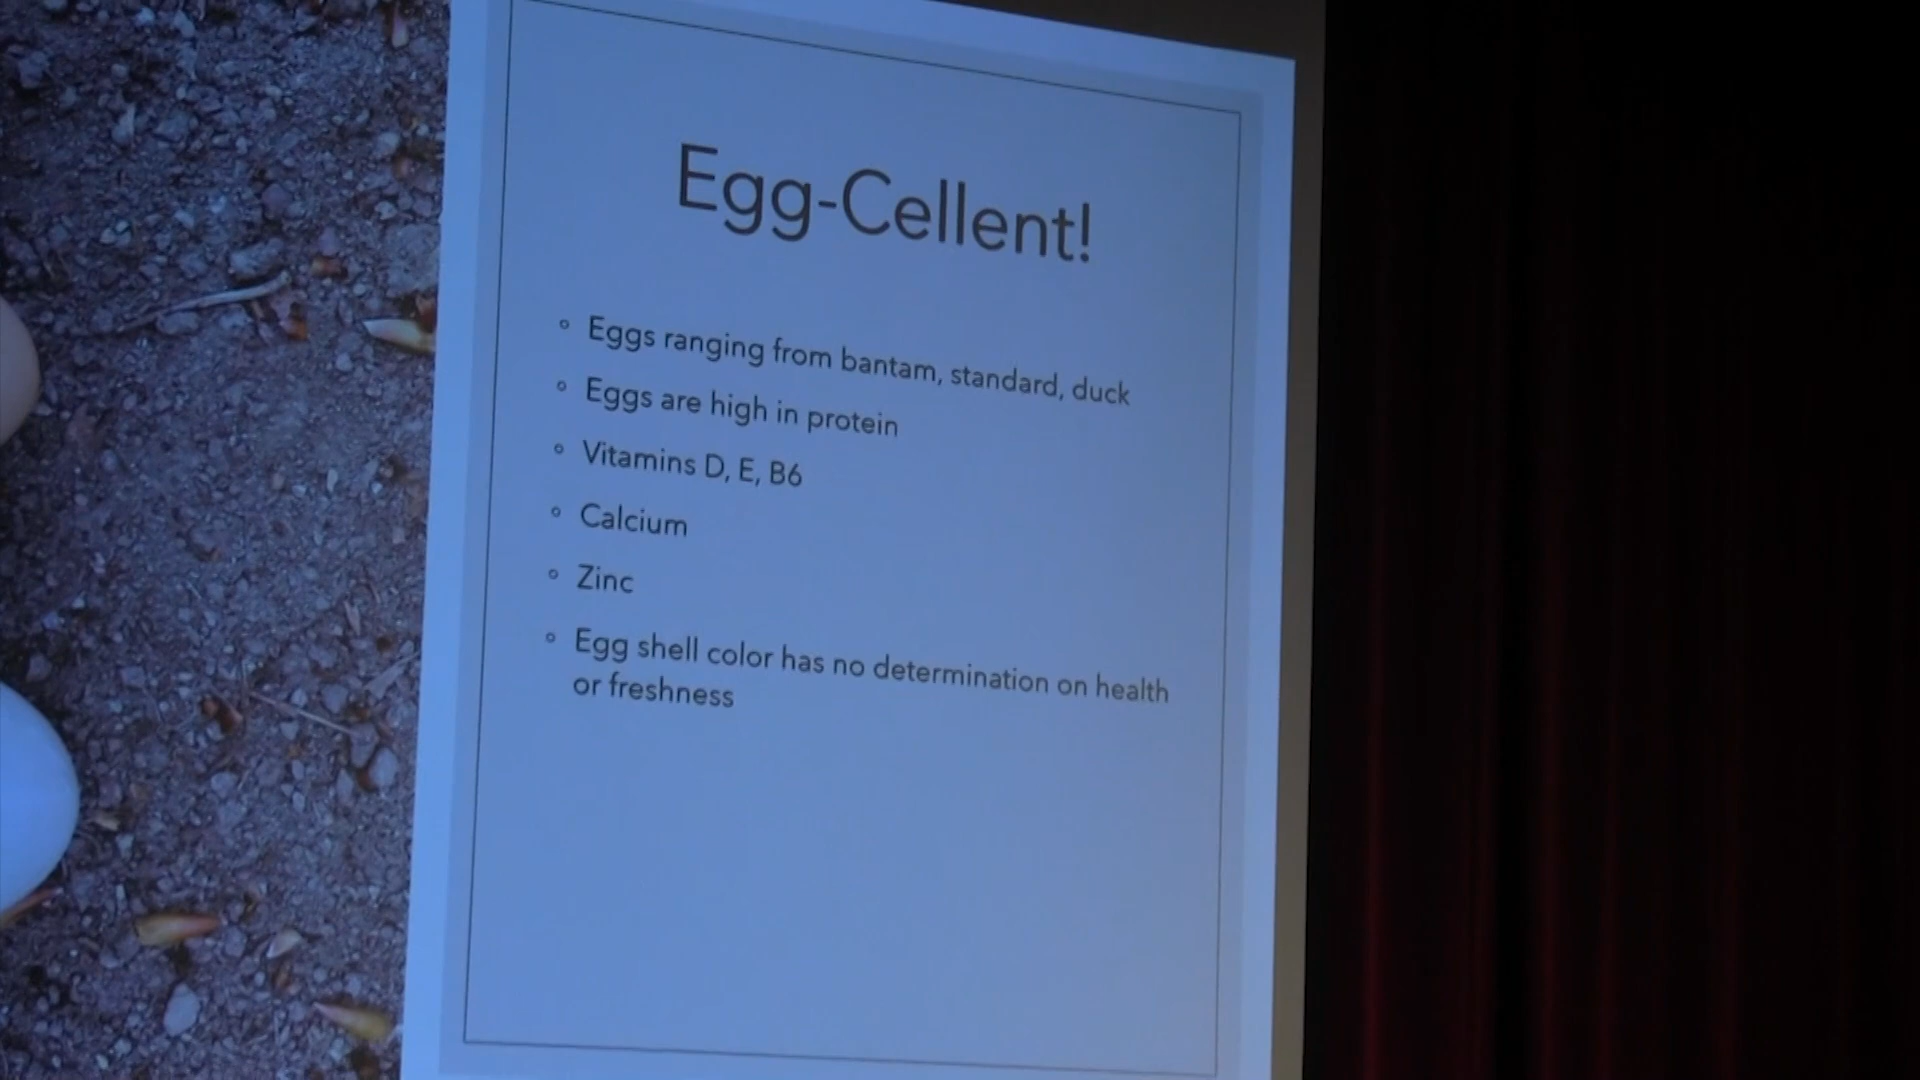 Egg-Cellent!
Eggs ranging from bantam, standard, duck
Eggs are high in protein
Vitamins D, E, B6
Calcium
Zinc
Egg shell color has no determination on health
or freshness